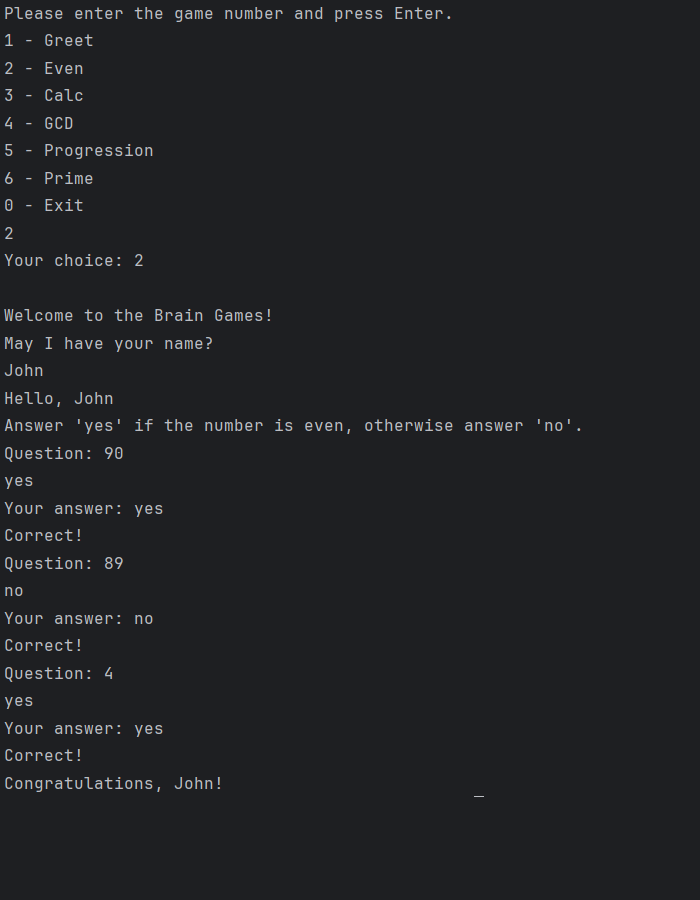 Please enter the game number and press Enter.
1 - Greet
2 - Even
3 - Calc
4 - GCD
5 - Progression
6 - Prime
0 - Exit
2
Your choice: 2
Welcome to the Brain Games!
May I have your name?
John
Hello, John
Answer 'yes' if the number is even, otherwise answer 'no'.
Question: 90
yes
Your answer: yes
Correct!
Question: 89
no
Your answer: no
Correct!
Question: 4
yes
Your answer: yes
Correct!
Congratulations, John!